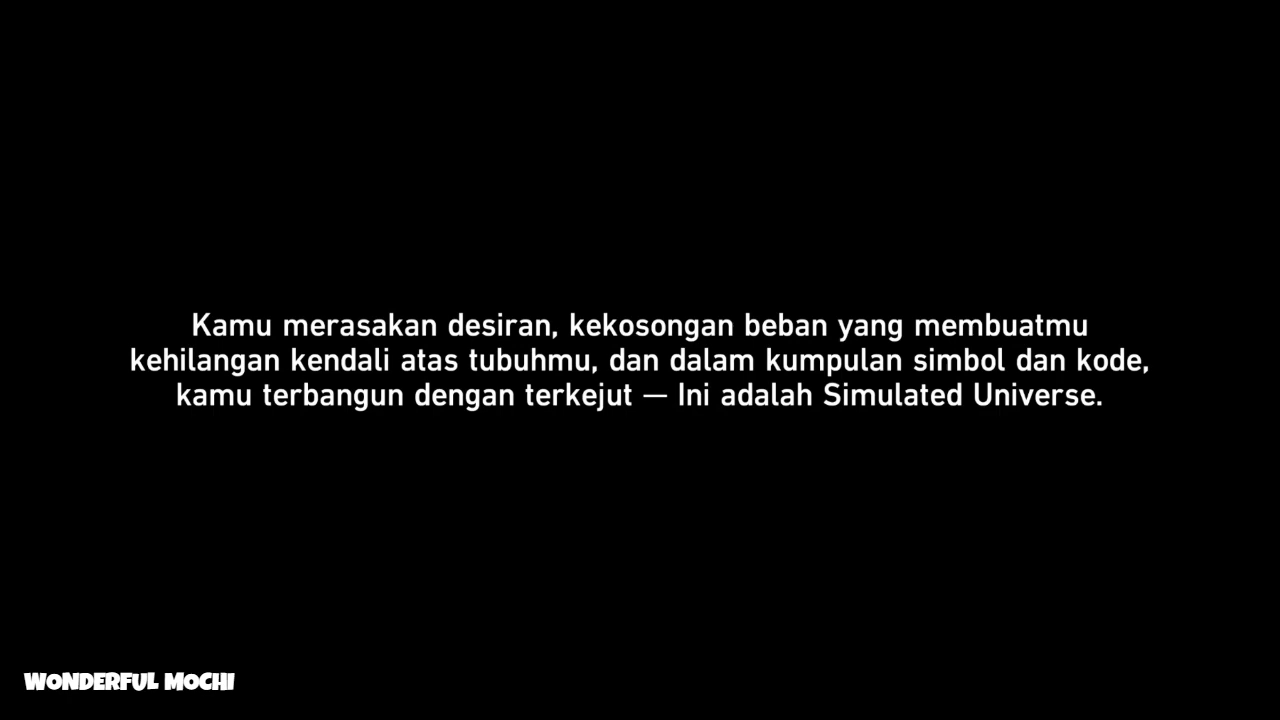 Kamu merasakan desiran, kekosongan beban yang membuatmu
kehilangan kendali atas tubuhmu, dan dalam kumpulan simbol dan kode,
kamu terbangun dengan terkejut — Ini adalah Simulated Universe.
WONDERFUL MOCHI